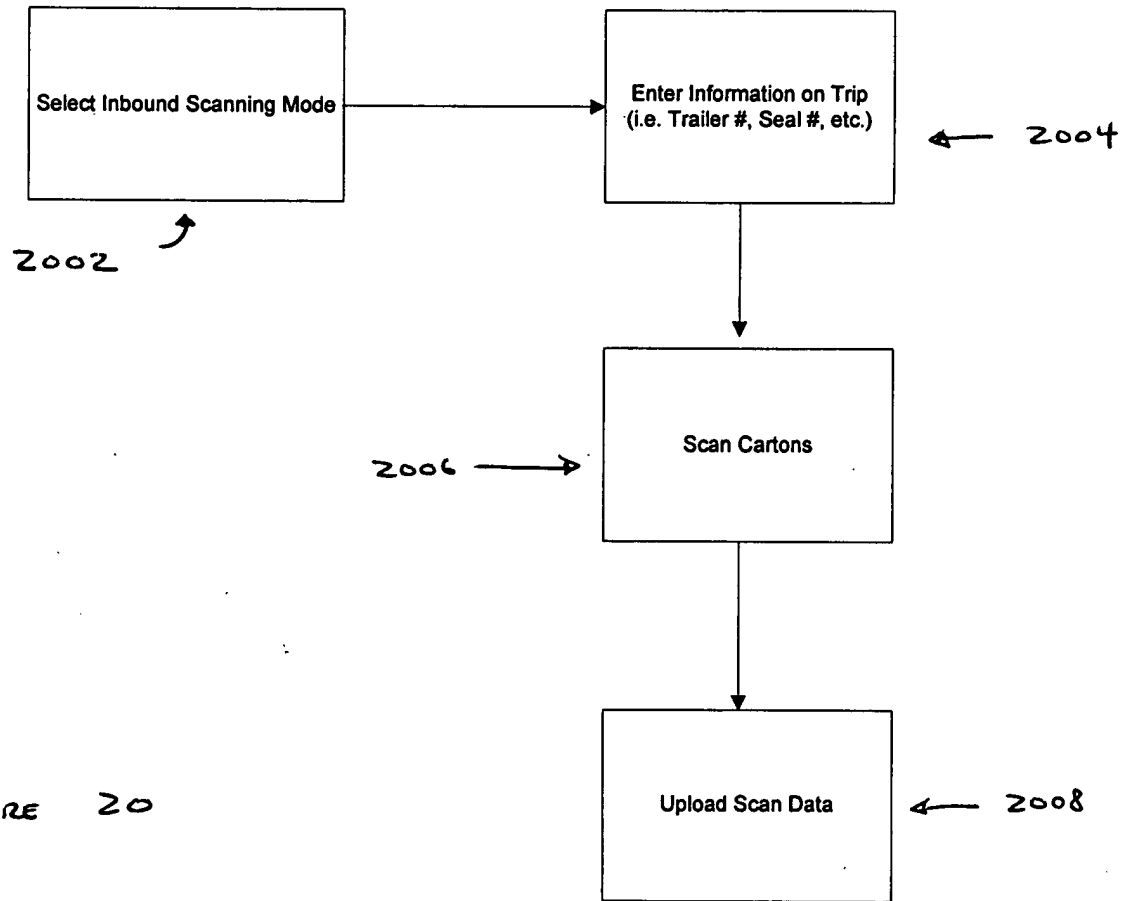 Select Inbound Scanning Mode
Enter Information on Trip
(i.e. Trailer #, Seal #, etc.)
2004
2002
Scan Cartons
2006
Upload Scan Data
2008
RE 20